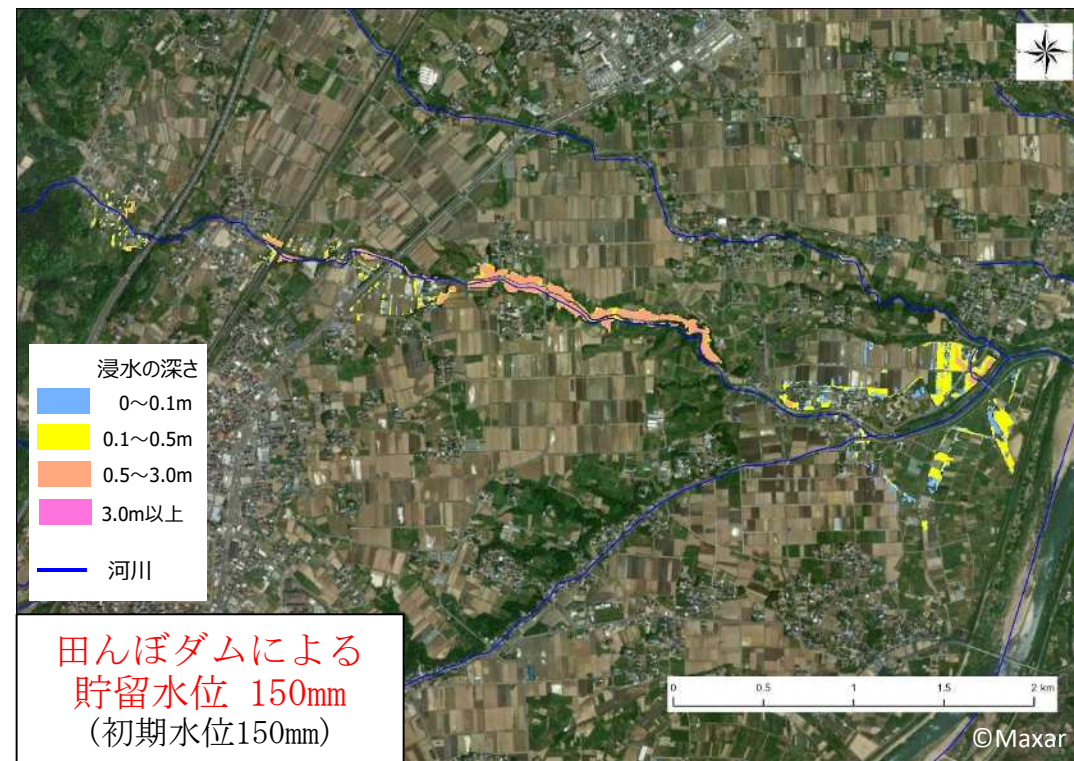 浸水の深さ
0～0.1m
0.1～0.5m
0.5～3.0m
3.0m以上
河川
田んぼダムによる
貯留水位 150mm
(初期水位150mm)
0 0.5 1 1.5 2 km
©Maxar